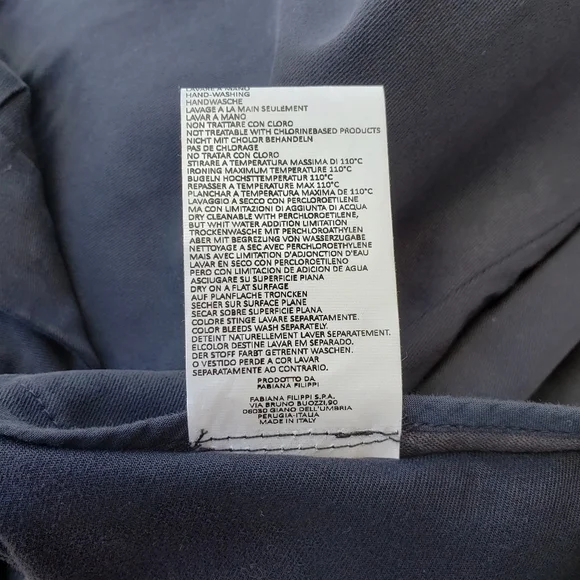 LAVARE A MANO
HAND-WASHING
HANDWASCHE
LAVAGE A LA MAIN SEULEMENT
LAVAR A MANO
NON TRATTARE CON CLORO
NOT TREATABLE WITH CHLORINEBASED PRODUCTS
NICHT MIT CHOLOR BEHANDELN
PAS DE CHLORAGE
NO TRATAR CON CLORO
STIRARE A TEMPERATURA MASSIMA DI 110°C
IRONING MAXIMUM TEMPERATURE 110°C
BUGELN HOCHSTTEMPERATUR 110°C
REPASSER A TEMPERATURE MAX 110°C
PLANCHAR A TEMPERATURA MAXIMA DE 110°C
LAVAGGIO A SECCO CON PERCLOROETILENE
MA CON LIMITAZIONI DI AGGIUNTA DI ACQUA
DRY CLEANABLE WITH PERCHLOROETILENE,
BUT WHIT WATER ADDITION LIMITATION
TROCKENWASCHE MIT PERCHLOROATHYLEN
ABER MIT BEGREZUNG VON WASSERZUGABE
NETTOYAGE A SEC AVEC PERCHLOROETHYLENE
MAIS AVEC LIMITATION D'ADJONCTION D'EAU
LAVAR EN SECO CON PERCLOROETILENO
PERO CON LIMITACION DE ADICION DE AGUA
ASCIUGARE SU SUPERFICIE PIANA
DRY ON A FLAT SURFACE
AUF PLANFLACHE TRONCKEN
SECHER SUR SURFACE PLANE
SECAR SOBRE SUPERFICIE PLANA
COLORE STINGE LAVARE SEPARATAMENTE.
COLOR BLEEDS WASH SEPARATELY.
DETEINT NATURELLEMENT LAVER SEPARATEMENT.
ELCOLOR DESTINE LAVAR EM SEPARADO.
DER STOFF FARBT GETRENNT WASCHEN.
O VESTIDO PERDE A COR LAVAR
SEPARATAMENTE AO CONTRARIO.
PRODOTTO DA
FABIANA FILIPPI
FABIANA FILIPPI S.P.A.
VIA BRUNO BUOZZI,90
06030 GIANO DELL'UMBRIA
PERUGIA-ITALIA
MADE IN ITALY